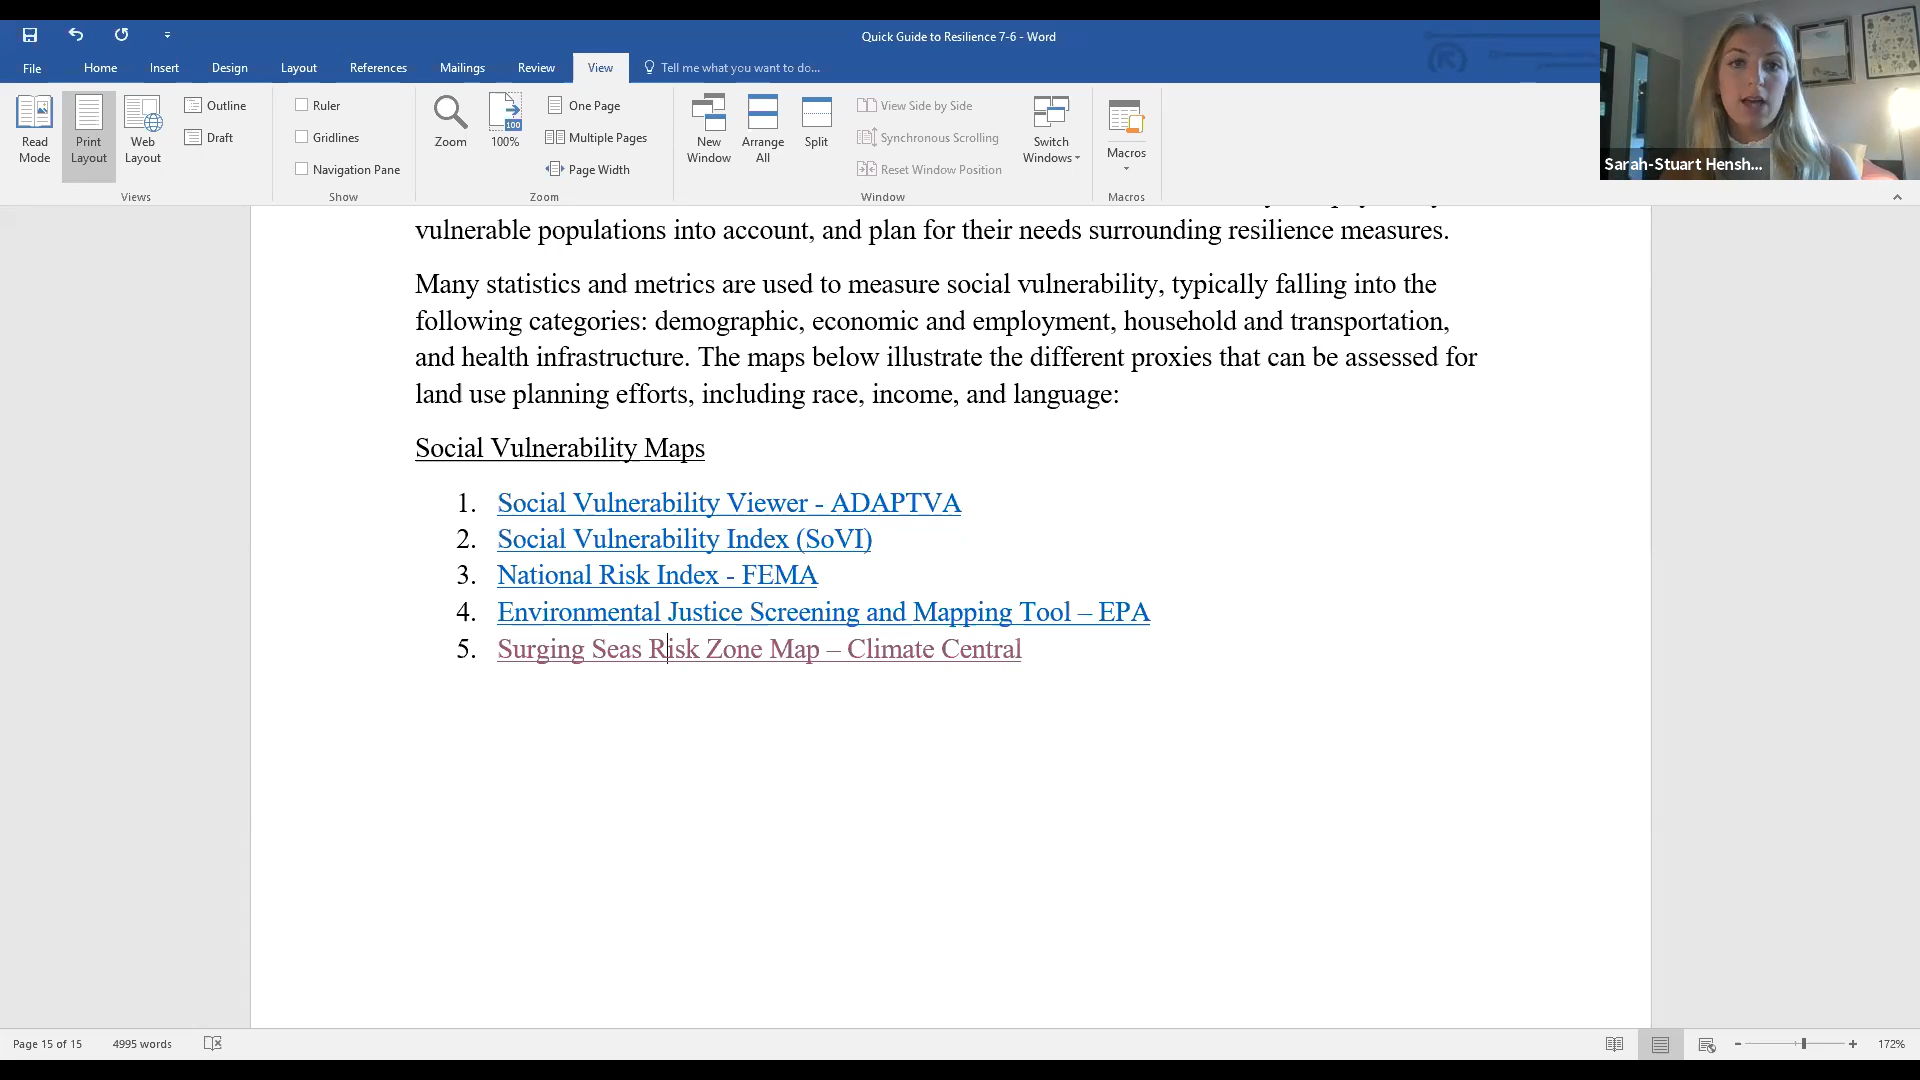 Quick Guide to Resilience 7-6 - Word
File Home Insert Design Layout References Mailings Review View Tell me what you want to do...
Read Mode
Print Layout
Web Layout
Outline
Draft
Views
Ruler
Gridlines
Navigation Pane
Show
Zoom
100
100%
One Page
Multiple Pages
Page Width
Zoom
New Window
Arrange All
Split
View Side by Side
Synchronous Scrolling
Reset Window Position
Window
Switch Windows
Macros
Macros
Sarah-Stuart Hensh...
vulnerable populations into account, and plan for their needs surrounding resilience measures.
Many statistics and metrics are used to measure social vulnerability, typically falling into the
following categories: demographic, economic and employment, household and transportation,
and health infrastructure. The maps below illustrate the different proxies that can be assessed for
land use planning efforts, including race, income, and language:
Social Vulnerability Maps
1. Social Vulnerability Viewer - ADAPTVA
2. Social Vulnerability Index (SoVI)
3. National Risk Index - FEMA
4. Environmental Justice Screening and Mapping Tool – EPA
5. Surging Seas Risk Zone Map – Climate Central
Page 15 of 15 4995 words 172%